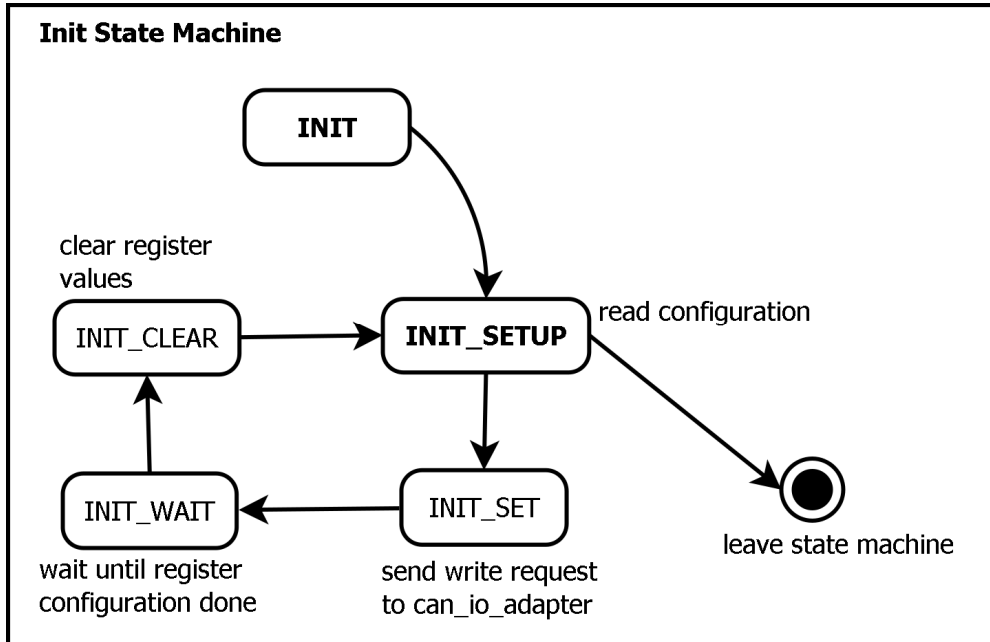 Init State Machine
INIT
clear register
values
INIT_CLEAR
INIT_SETUP
read configuration
INIT_WAIT
INIT_SET
wait until register
configuration done
send write request
to can_io_adapter
leave state machine